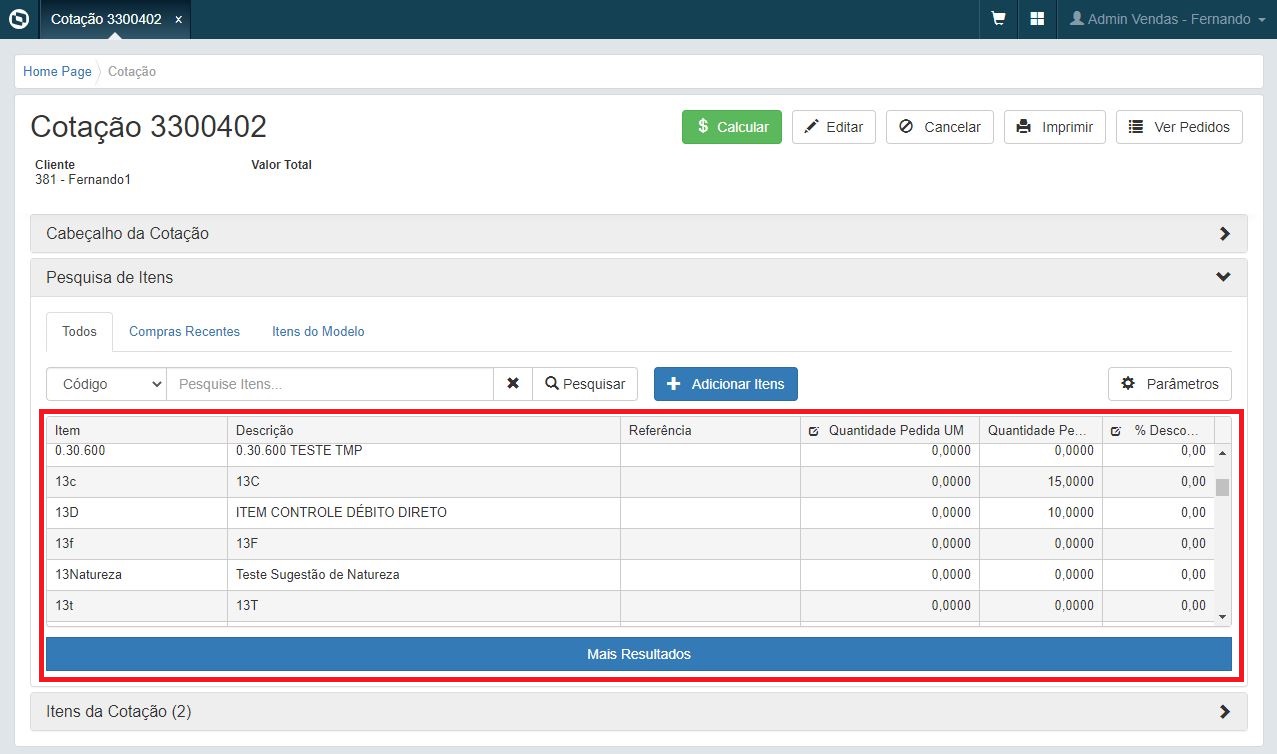 Cotação 3300402 x Admin Vendas - Fernando
Home Page Cotação
Cotação 3300402 $ Calcular Editar Cancelar Imprimir Ver Pedidos
Cliente Valor Total
381 - Fernando1
Cabeçalho da Cotação
Pesquisa de Itens
Todos Compras Recentes Itens do Modelo
Código Pesquise Itens... Pesquisar Adicionar Itens Parâmetros
Item Descrição Referência Quantidade Pedida UM Quantidade Pe... % Desco...
0.30.600 0.30.600 TESTE TMP 0,0000 0,0000 0,00
13c 13C 0,0000 15,0000 0,00
13D ITEM CONTROLE DÉBITO DIRETO 0,0000 10,0000 0,00
13f 13F 0,0000 0,0000 0,00
13Natureza Teste Sugestão de Natureza 0,0000 0,0000 0,00
13t 13T 0,0000 0,0000 0,00
Mais Resultados
Itens da Cotação (2)